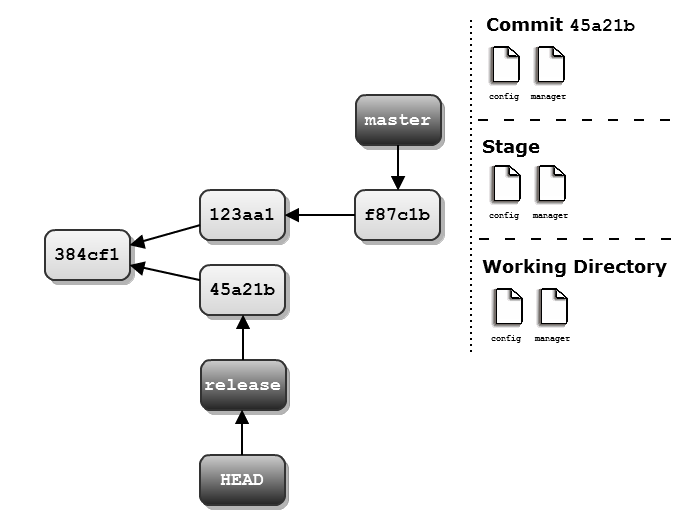 master
123aa1
f87c1b
384cf1
45a21b
release
HEAD
Commit 45a21b
config manager
Stage
config manager
Working Directory
config manager